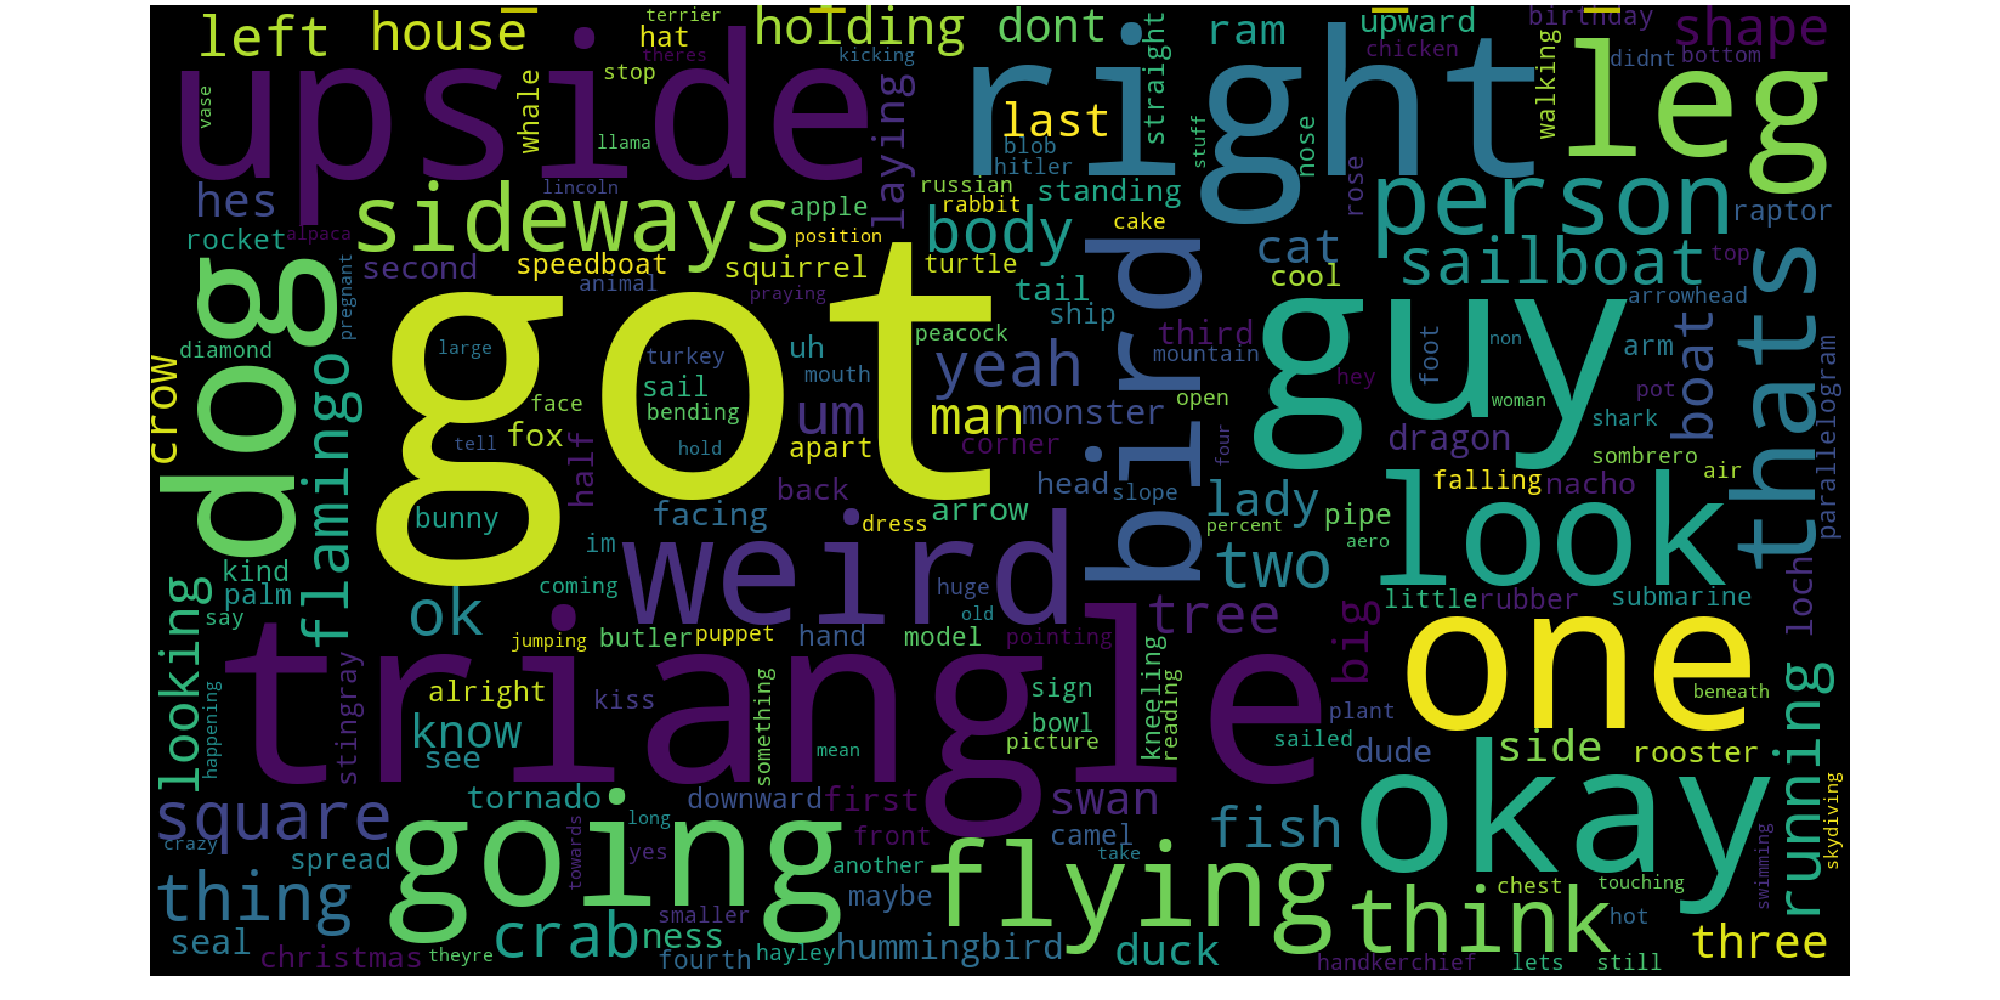 left
house
terrier
hat
theres
holding
kicking
dont
ram
upward
birthday
chicken
shape
didnt
bottom
upside
right
leg
vase
stop
whale
llama
laying
last
blob
hitler
straight
stuff
nose
walking
rose
person
hes
lincoln
sideways
apple
russian
rabbit
standing
body
cake
raptor
rocket
alpaca
position
cat
sailboat
top
second
speedboat
squirrel
turtle
cool
pregnant
animal
praying
tail
arrowhead
dog
got
bird
guy
thats
ship
peacock
third
diamond
large
turkey
uh
yeah
mountain
foot
non
arm
boat
parallelogram
crow
flamingo
sail
mouth
hey
pot
face
bending
um
man
monster
open
woman
shark
fox
apart
corner
dragon
tell
hold
half
four
sombrero
air
back
head
slope
falling
nacho
bunny
facing
dress
arrow
lady
pipe
look
percent
aero
im
weird
two
kind
coming
huge
palm
ok
old
tree
little
rubber
submarine
loch
say
looking
jumping
butler
puppet
hand
model
pointing
big
one
triangle
stingray
alright
kiss
something
sign
kneeling
reading
beneath
happening
know
bowl
plant
see
picture
mean
sailed
dude
side
rooster
running
okay
tornado
downward
first
swan
square
going
long
crazy
towards
front
camel
fish
skydiving
spread
yes
another
take
swimming
thing
flying
maybe
think
chest
touching
smaller
hot
seal
crab
ness
hummingbird
duck
three
christmas
theyre
fourth
hayley
handkerchief
lets
still